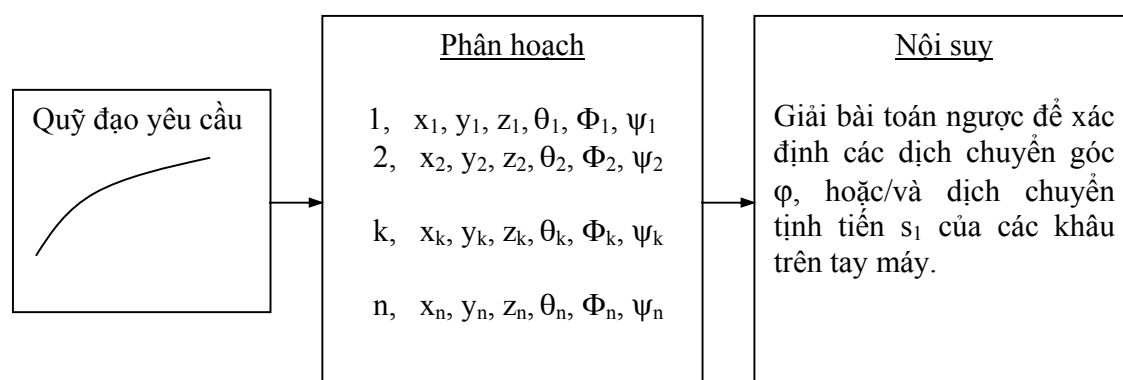 Quỹ đạo yêu cầu
Phân hoạch
1, x₁, y₁, z₁, θ₁, Φ₁, ψ₁
2, x₂, y₂, z₂, θ₂, Φ₂, ψ₂
k, xₖ, yₖ, zₖ, θₖ, Φₖ, ψₖ
n, xₙ, yₙ, zₙ, θₙ, Φₙ, ψₙ
Nội suy
Giải bài toán ngược để xác
định các dịch chuyển góc
φ, hoặc/và dịch chuyển
tịnh tiến s₁ của các khâu
trên tay máy.